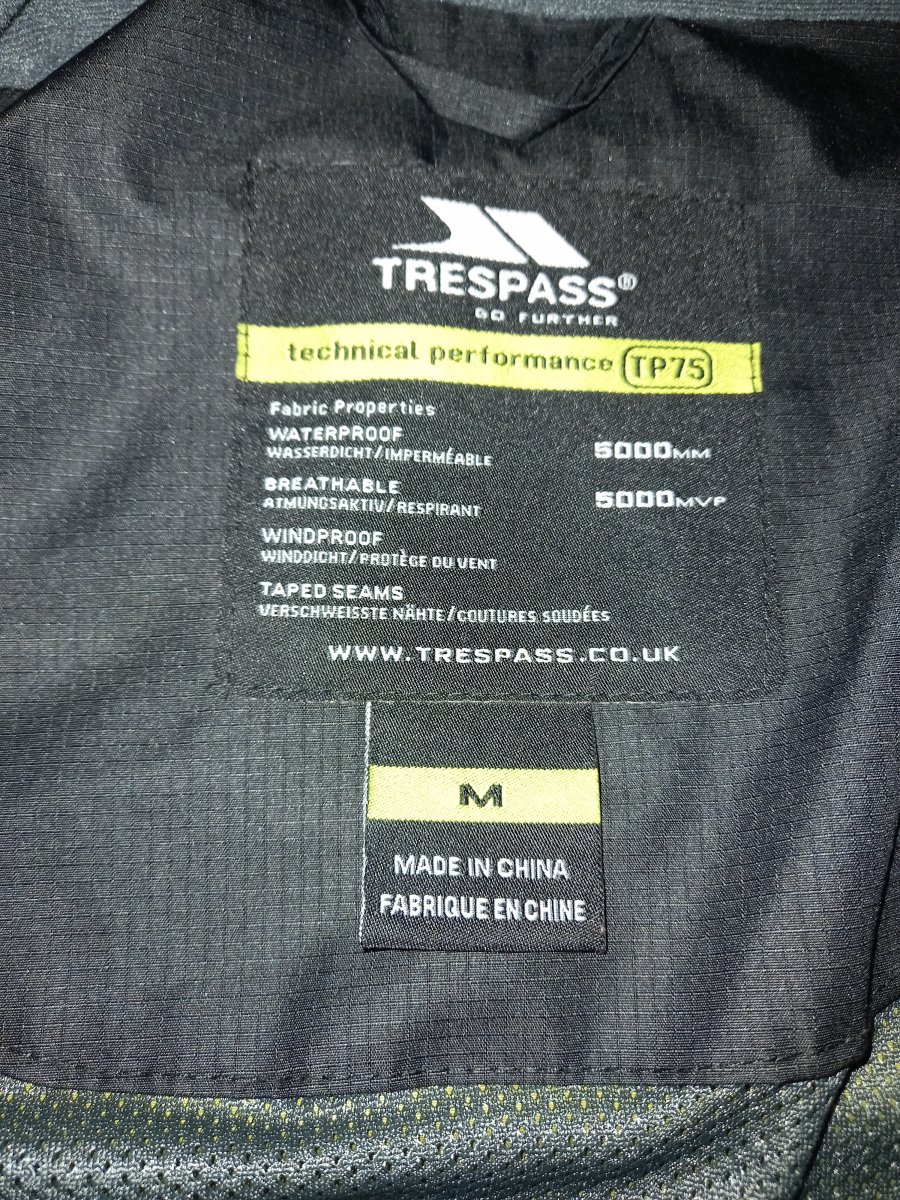 TRESPASS®
GO FURTHER
technical performance TP75
Fabric Properties
WATERPROOF 5000MM
WASSERDICHT/IMPERMÉABLE
BREATHABLE 5000MVP
ATMUNGSAKTIV/RESPIRANT
WINDPROOF
WINDDICHT/PROTÈGE DU VENT
TAPED SEAMS
VERSCHWEISSTE NÄHTE/COUTURES SOUDÉES
WWW.TRESPASS.CO.UK
M
MADE IN CHINA
FABRIQUE EN CHINE